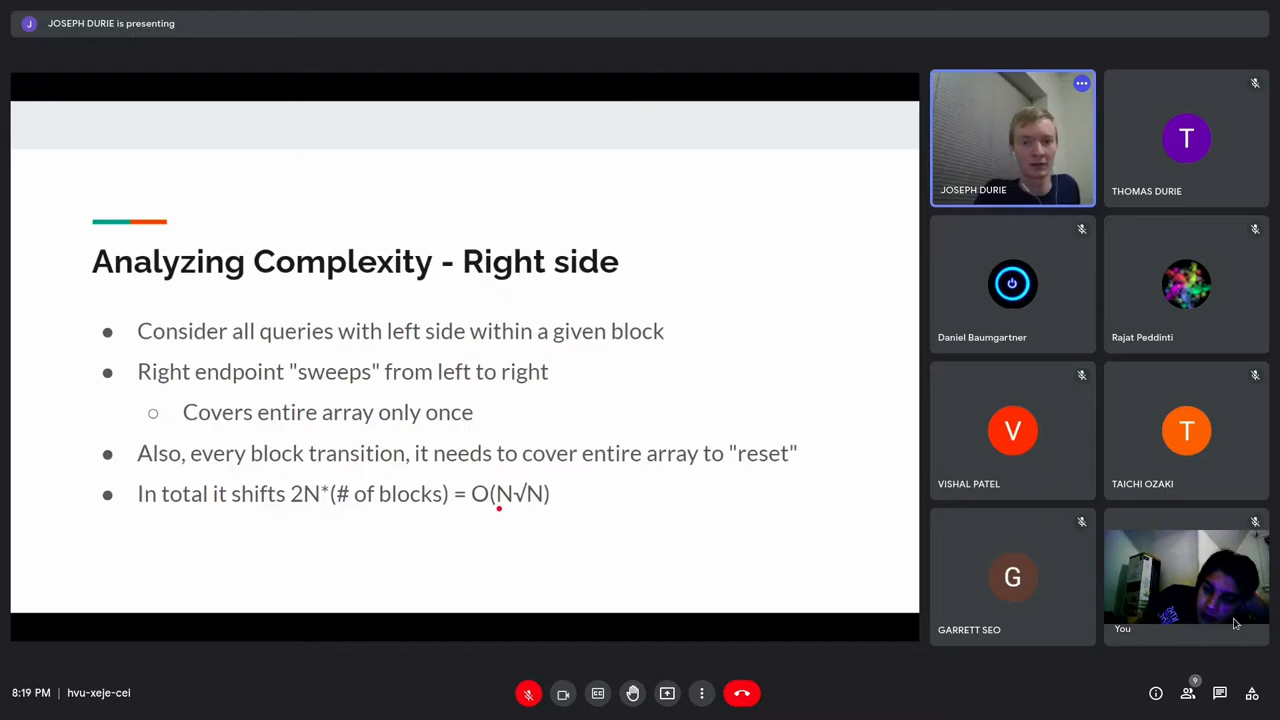 J JOSEPH DURIE is presenting
Analyzing Complexity - Right side
● Consider all queries with left side within a given block
● Right endpoint "sweeps" from left to right
○ Covers entire array only once
● Also, every block transition, it needs to cover entire array to "reset"
● In total it shifts 2N*(# of blocks) = O(N√N)
JOSEPH DURIE
T
THOMAS DURIE
Daniel Baumgartner
Rajat Peddinti
V
VISHAL PATEL
T
TAICHI OZAKI
G
GARRETT SEO
You
8:19 PM | hvu-xeje-cei
CC
9